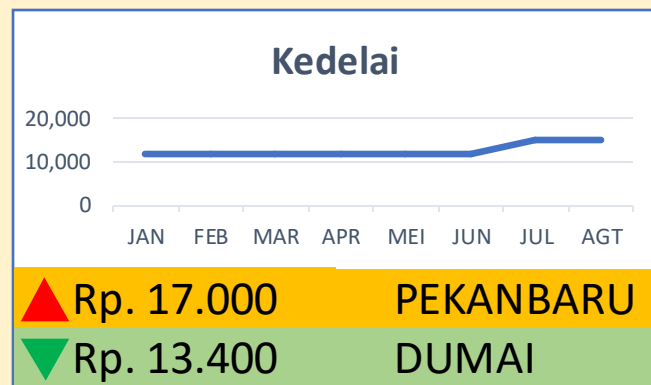 Kedelai
20,000
10,000
0
JAN FEB MAR APR MEI JUN JUL AGT
Rp. 17.000 PEKANBARU
Rp. 13.400 DUMAI